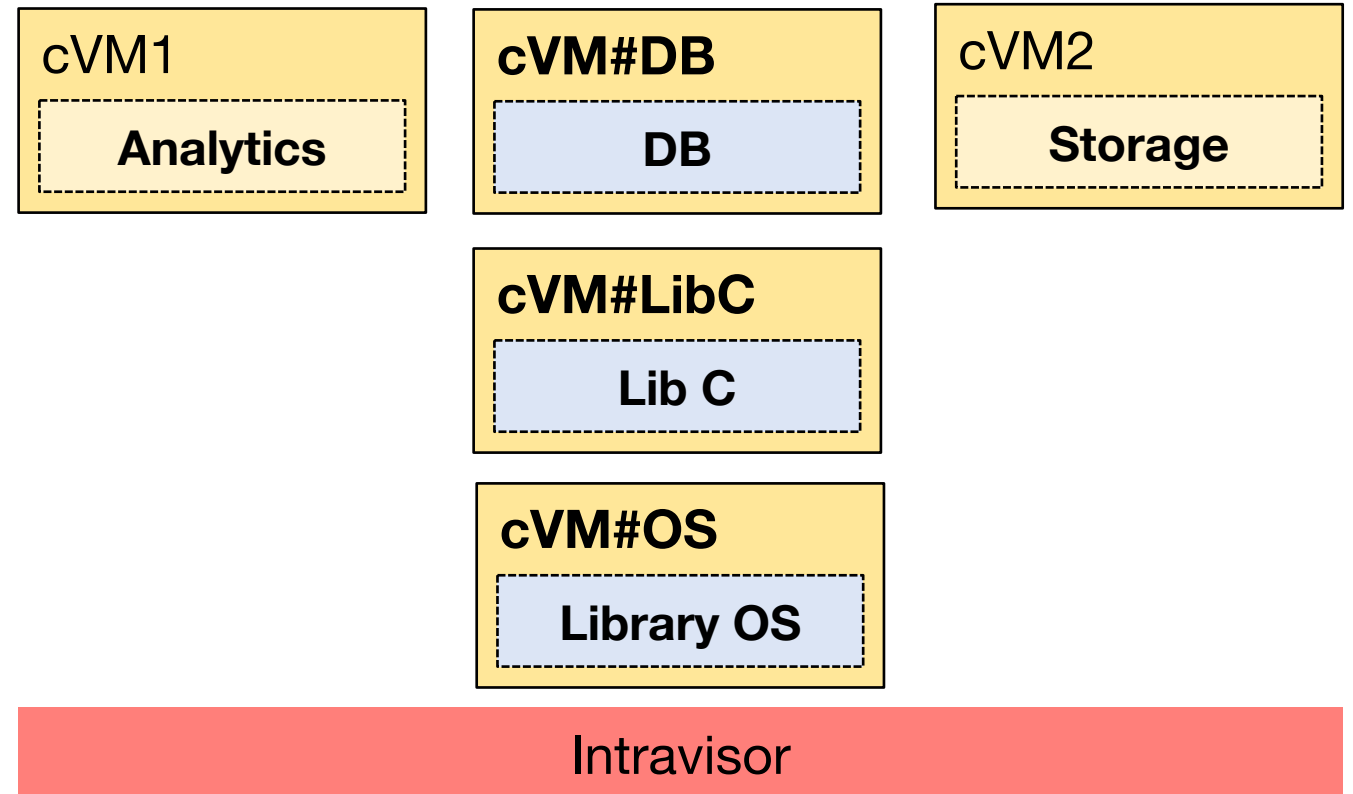 cVM1
Analytics
cVM#DB
DB
cVM2
Storage
cVM#LibC
Lib C
cVM#OS
Library OS
Intravisor